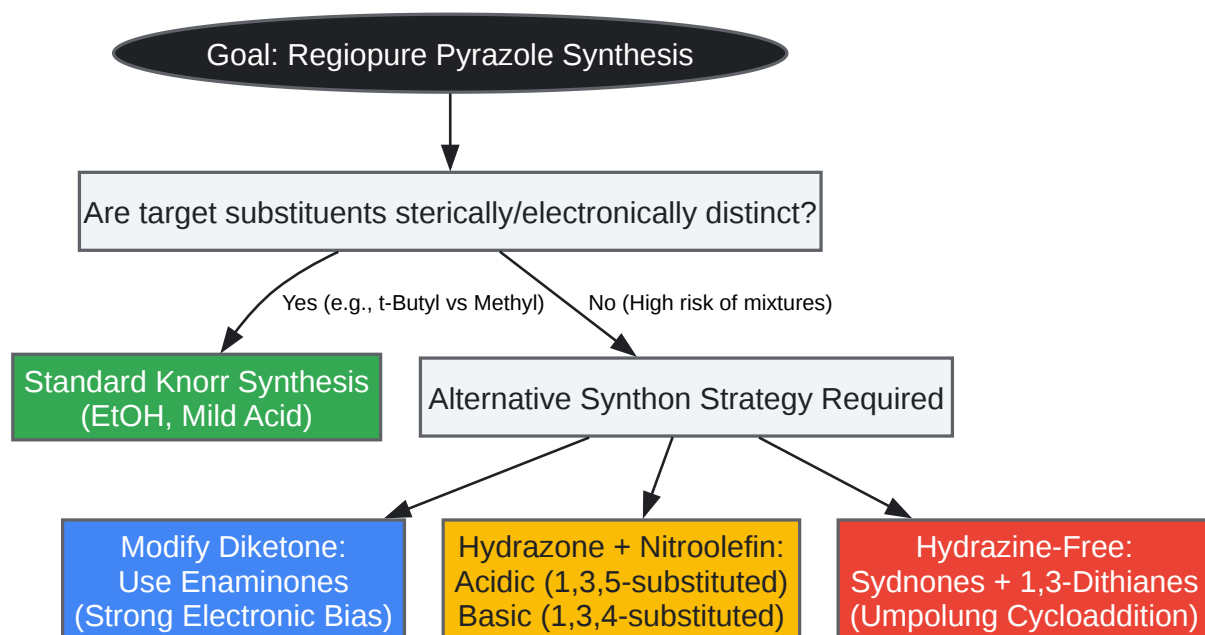 Goal: Regiopure Pyrazole Synthesis
Are target substituents sterically/electronically distinct?
Yes (e.g., t-Butyl vs Methyl)
No (High risk of mixtures)
Standard Knorr Synthesis
(EtOH, Mild Acid)
Alternative Synthon Strategy Required
Modify Diketone:
Use Enaminones
(Strong Electronic Bias)
Hydrazone + Nitroolefin:
Acidic (1,3,5-substituted)
Basic (1,3,4-substituted)
Hydrazine-Free:
Sydnones + 1,3-Dithianes
(Umpolung Cycloaddition)